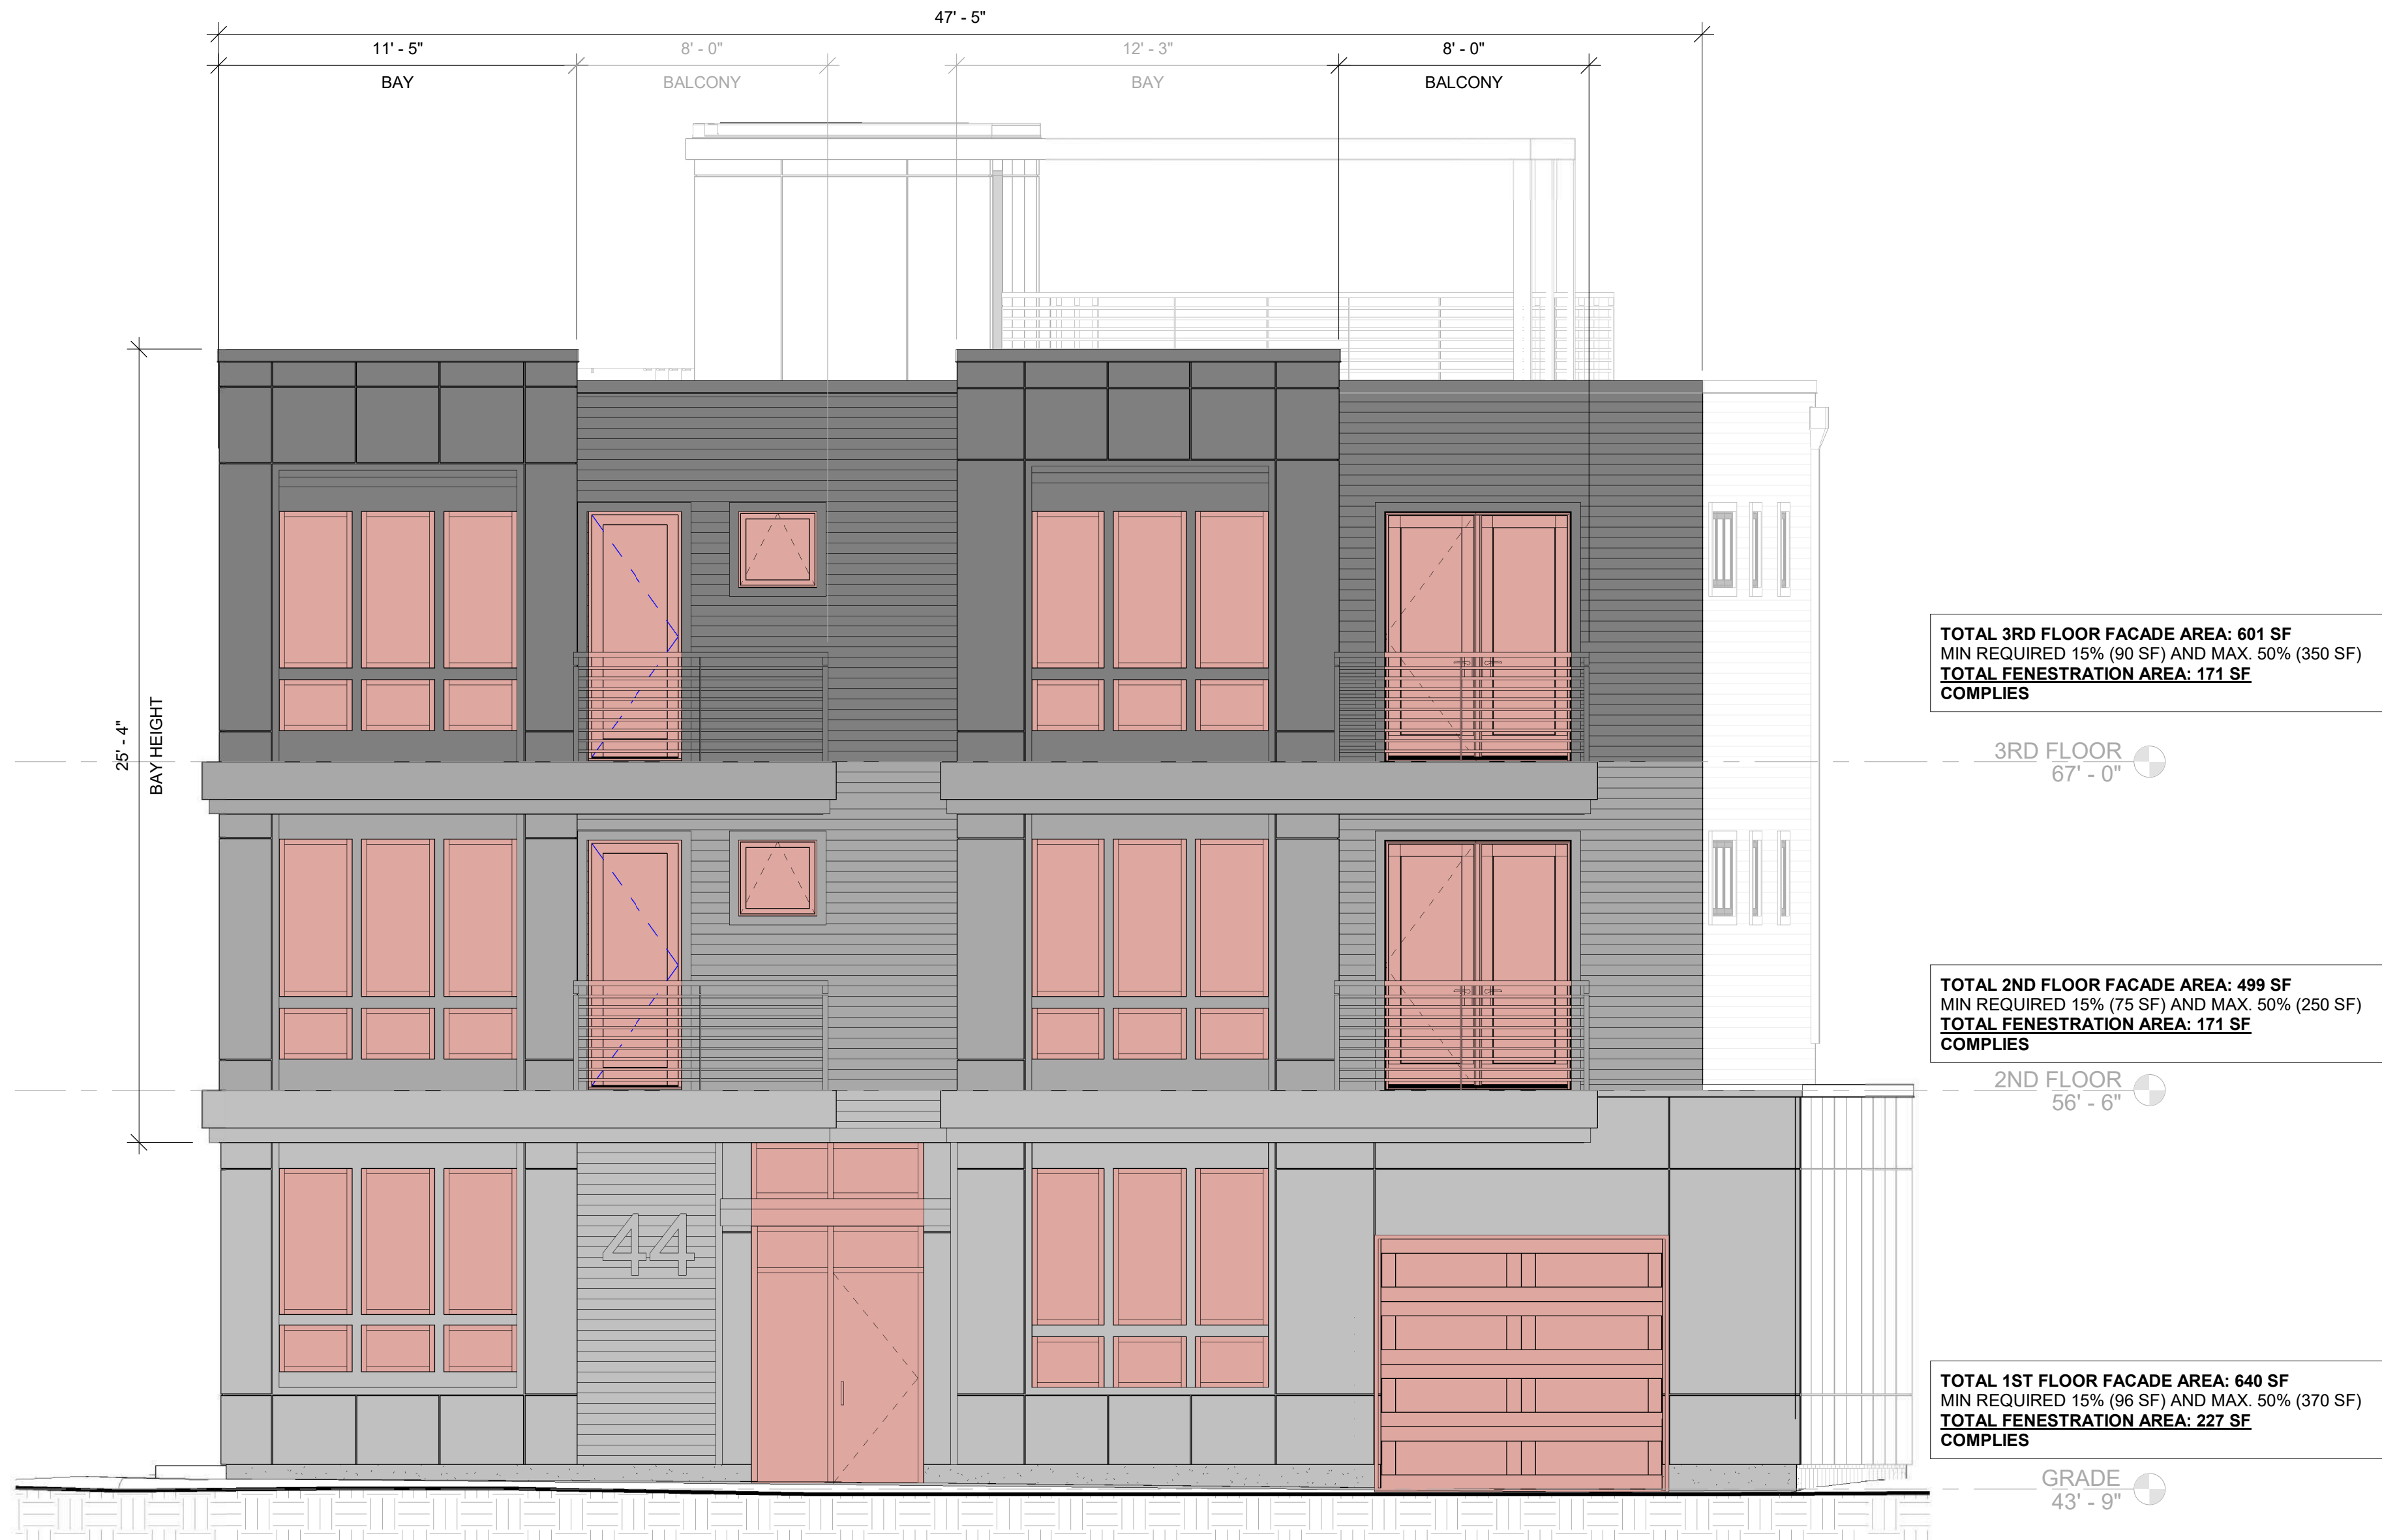 47' - 5"
11' - 5"
8' - 0"
12' - 3"
8' - 0"
BAY
BALCONY
BAY
BALCONY
25' - 4"
BAY HEIGHT
TOTAL 3RD FLOOR FACADE AREA: 601 SF
MIN REQUIRED 15% (90 SF) AND MAX. 50% (350 SF)
TOTAL FENESTRATION AREA: 171 SF
COMPLIES
3RD FLOOR
67' - 0"
TOTAL 2ND FLOOR FACADE AREA: 499 SF
MIN REQUIRED 15% (75 SF) AND MAX. 50% (250 SF)
TOTAL FENESTRATION AREA: 171 SF
COMPLIES
2ND FLOOR
56' - 6"
44
TOTAL 1ST FLOOR FACADE AREA: 640 SF
MIN REQUIRED 15% (96 SF) AND MAX. 50% (370 SF)
TOTAL FENESTRATION AREA: 227 SF
COMPLIES
GRADE
43' - 9"